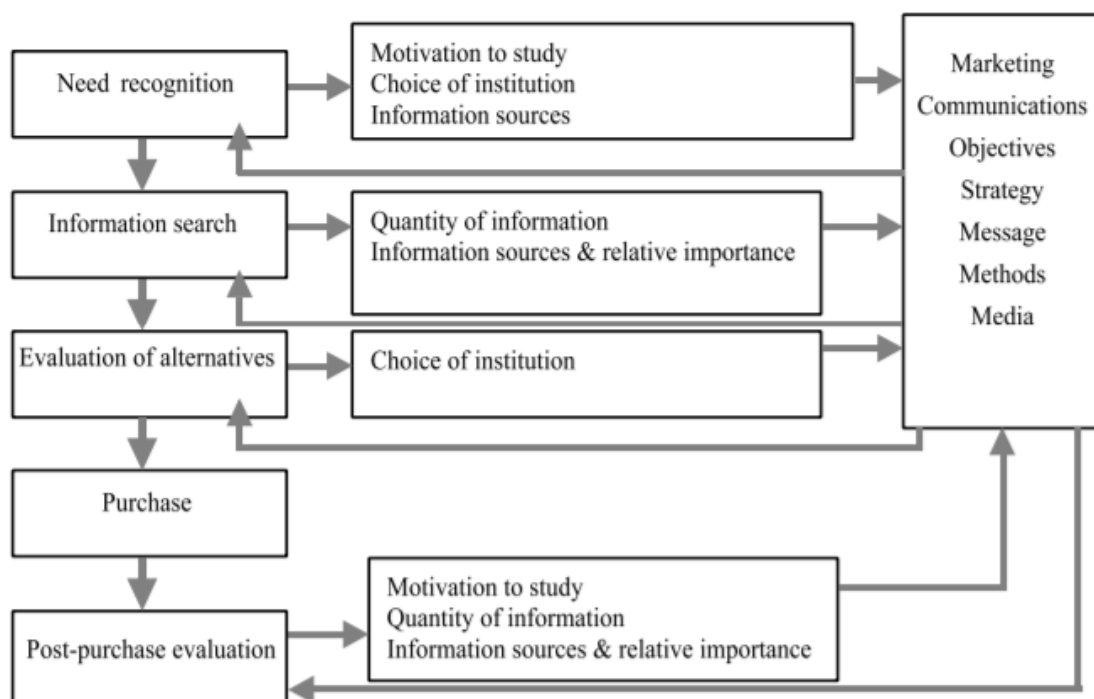 Need recognition
Motivation to study
Choice of institution
Information sources
Marketing
Communications
Objectives
Strategy
Message
Methods
Media
Information search
Quantity of information
Information sources & relative importance
Evaluation of alternatives
Choice of institution
Purchase
Post-purchase evaluation
Motivation to study
Quantity of information
Information sources & relative importance